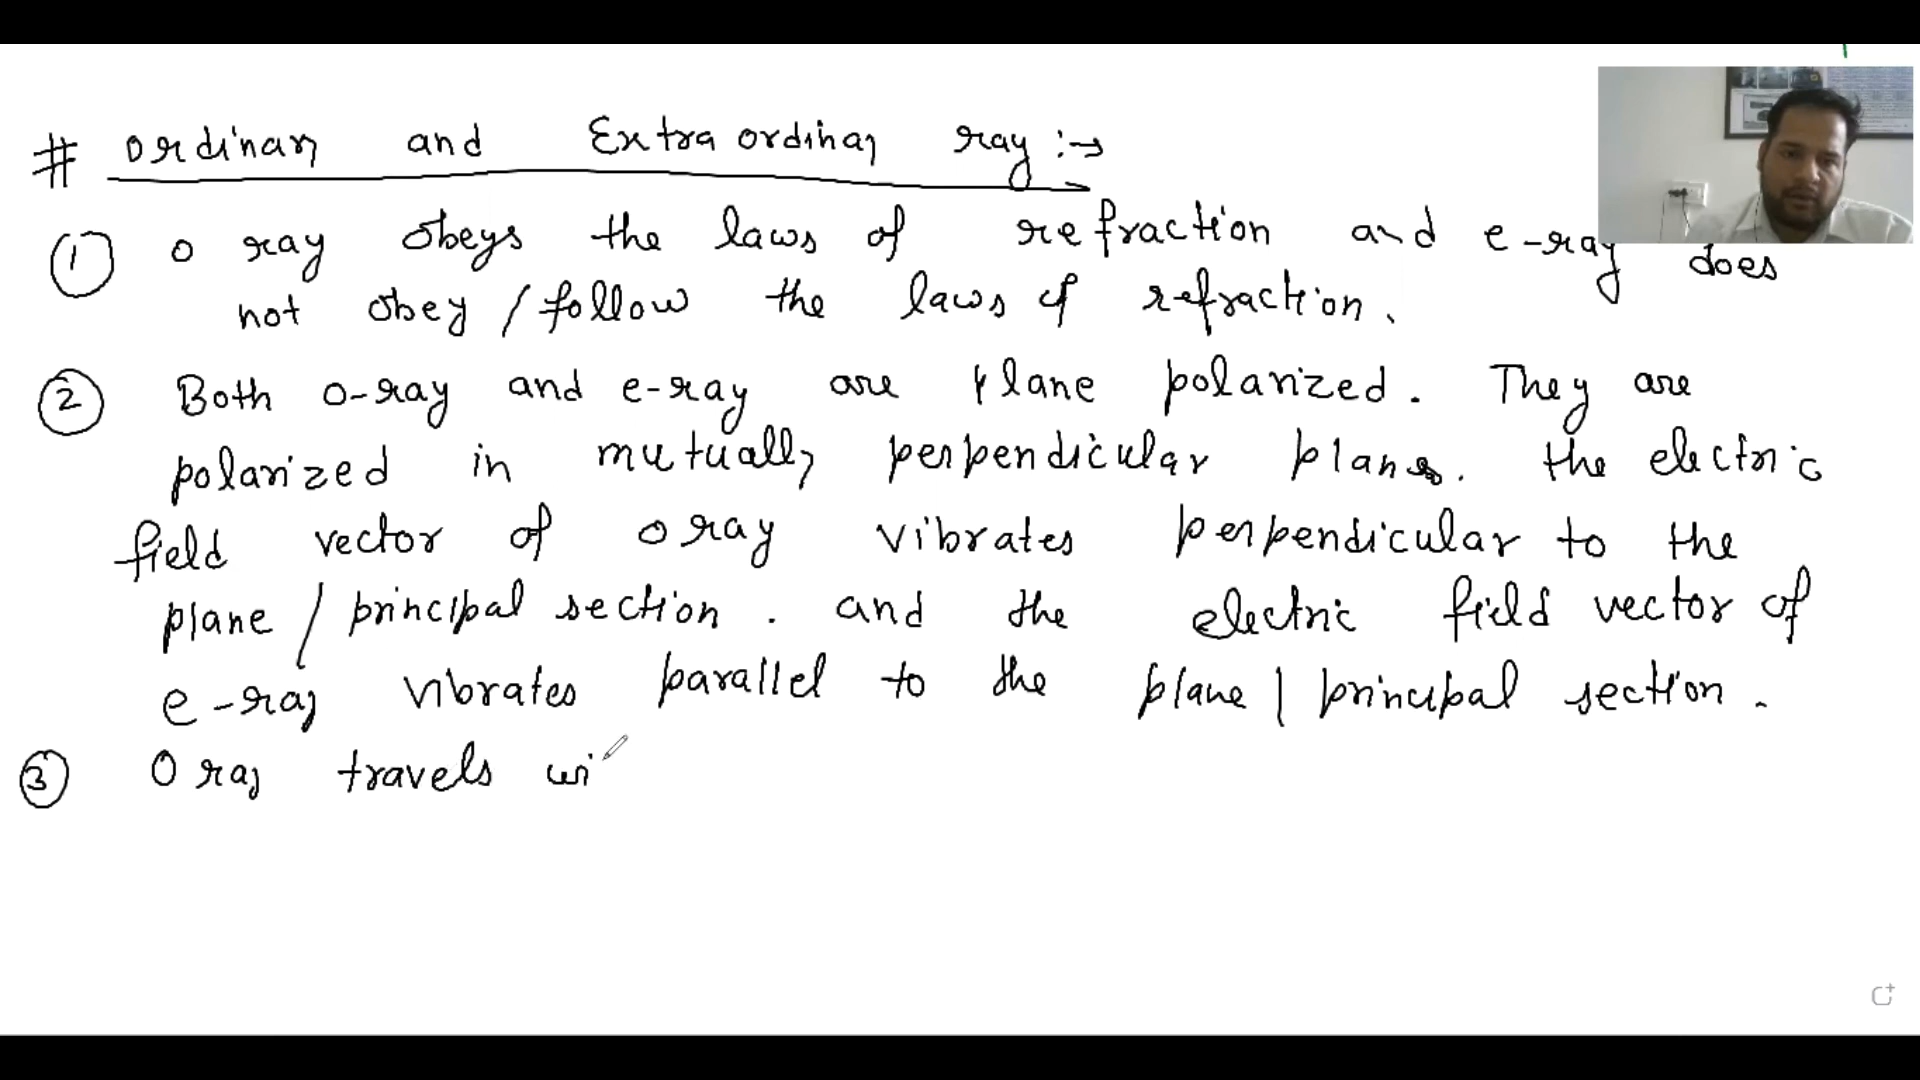 # ordinary and Extra ordinary ray :→
① o ray obeys the laws of refraction and e-ray does
not obey / follow the laws of refraction.
② Both o-ray and e-ray are plane polarized. They are
polarized in mutually perpendicular planes. the electric
field vector of o ray vibrates perpendicular to the
plane / principal section. and the electric field vector of
e-ray vibrates parallel to the plane / principal section.
③ O ray travels wi